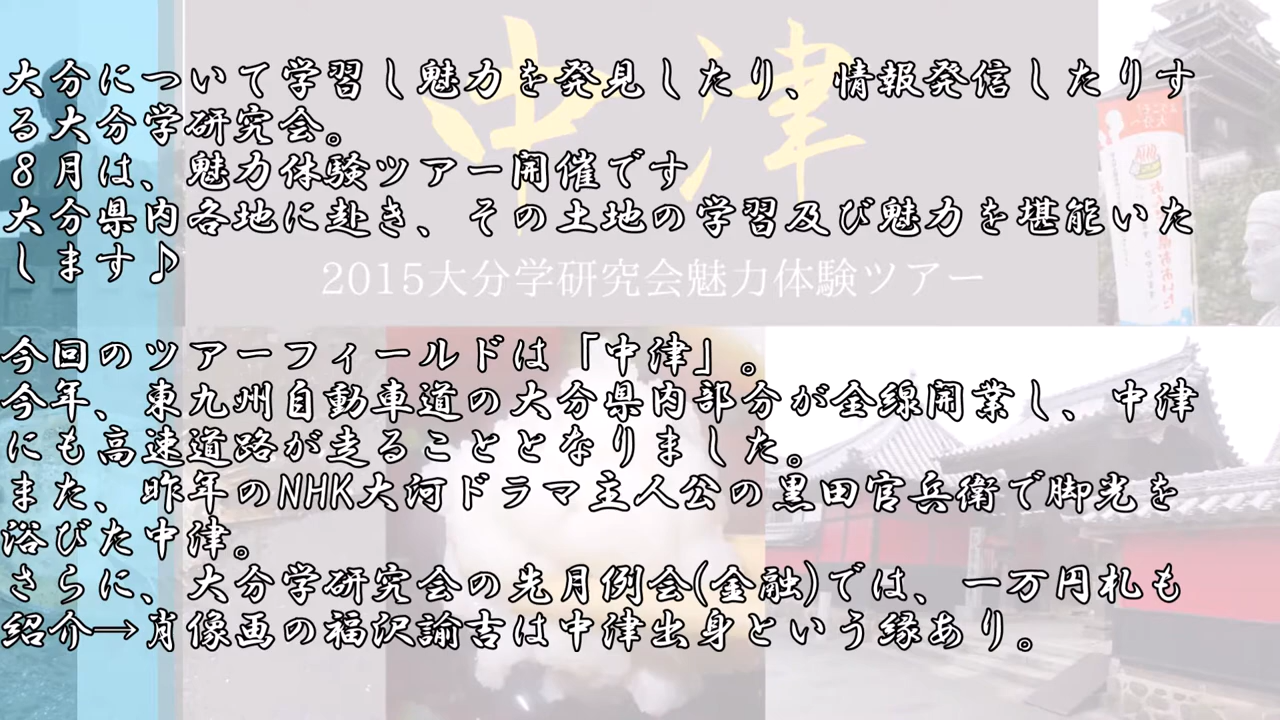 中津
2015大分学研究会魅力体験ツアー
大分について学習し魅力を発見したり、情報発信したりす
る大分学研究会。
８月は、魅力体験ツアー開催です
大分県内各地に赴き、その土地の学習及び魅力を堪能いた
します♪
今回のツアーフィールドは「中津」。
今年、東九州自動車道の大分県内部分が全線開業し、中津
にも高速道路が走ることとなりました。
また、昨年のNHK大河ドラマ主人公の黒田官兵衛で脚光を
浴びた中津。
さらに、大分学研究会の先月例会(金融)では、一万円札も
紹介→肖像画の福沢諭吉は中津出身という縁あり。